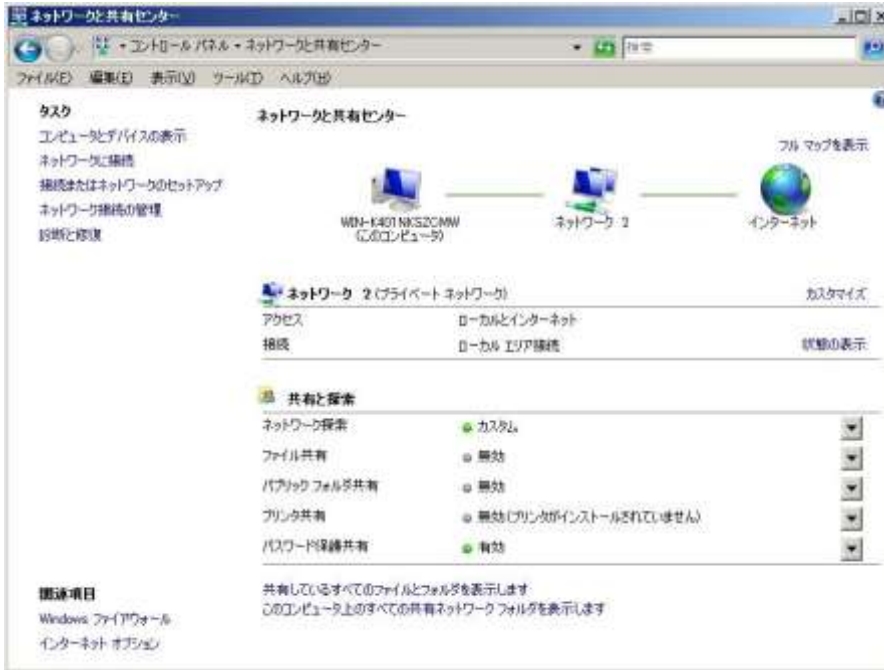 ネットワークと共有センター
コントロール パネル • ネットワークと共有センター
検索
ファイル(F) 編集(E) 表示(V) ツール(T) ヘルプ(H)
タスク
コンピュータとデバイスの表示
ネットワークに接続
接続またはネットワークのセットアップ
ネットワーク接続の管理
診断と修復
ネットワークと共有センター
フル マップを表示
WIN-K401NKSZCMW
(このコンピュータ)
ネットワーク 2
インターネット
ネットワーク 2 (プライベート ネットワーク)
カスタマイズ
アクセス ローカルとインターネット
接続 ローカル エリア接続 状態の表示
共有と探索
ネットワーク探索 カスタム
ファイル共有 無効
パブリック フォルダ共有 無効
プリンタ共有 無効(プリンタがインストールされていません)
パスワード保護共有 有効
共有しているすべてのファイルとフォルダを表示します
このコンピュータ上のすべての共有ネットワーク フォルダを表示します
関連項目
Windows ファイアウォール
インターネット オプション